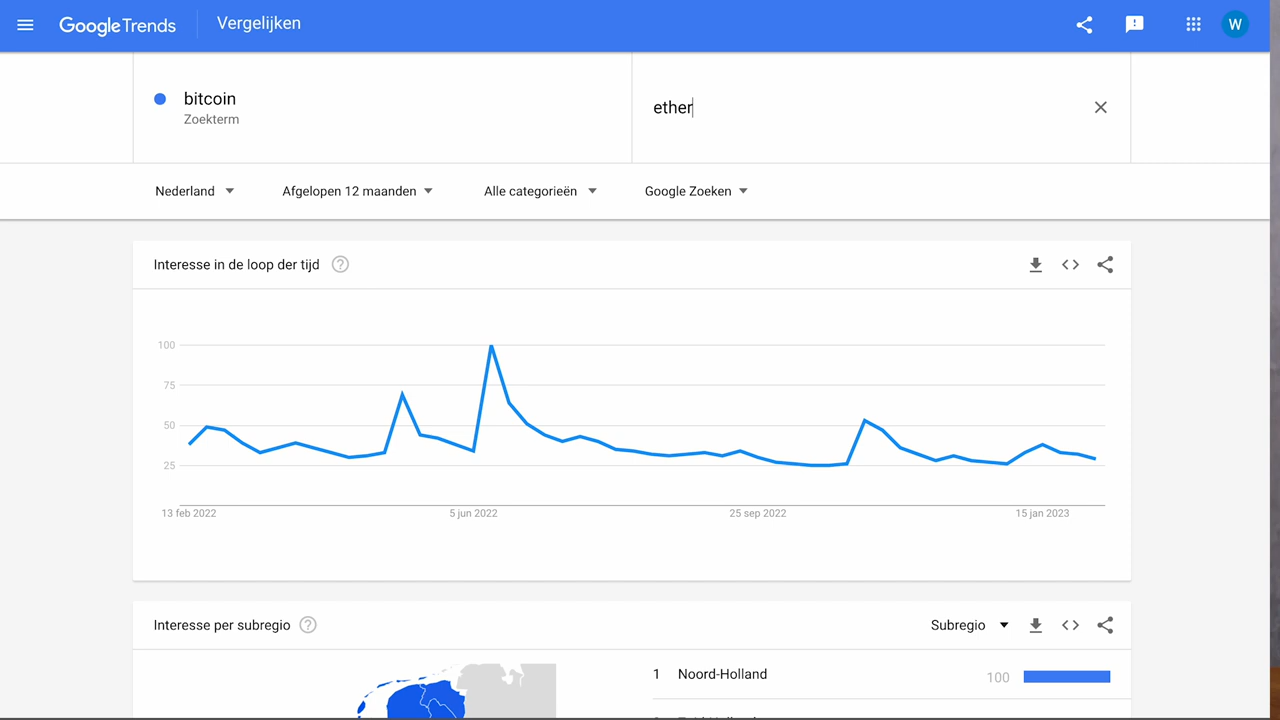 Google Trends
Vergelijken
W
bitcoin
Zoekterm
ether
Nederland
Afgelopen 12 maanden
Alle categorieën
Google Zoeken
Interesse in de loop der tijd
100
75
50
25
13 feb 2022
5 jun 2022
25 sep 2022
15 jan 2023
Interesse per subregio
Subregio
1 Noord-Holland 100